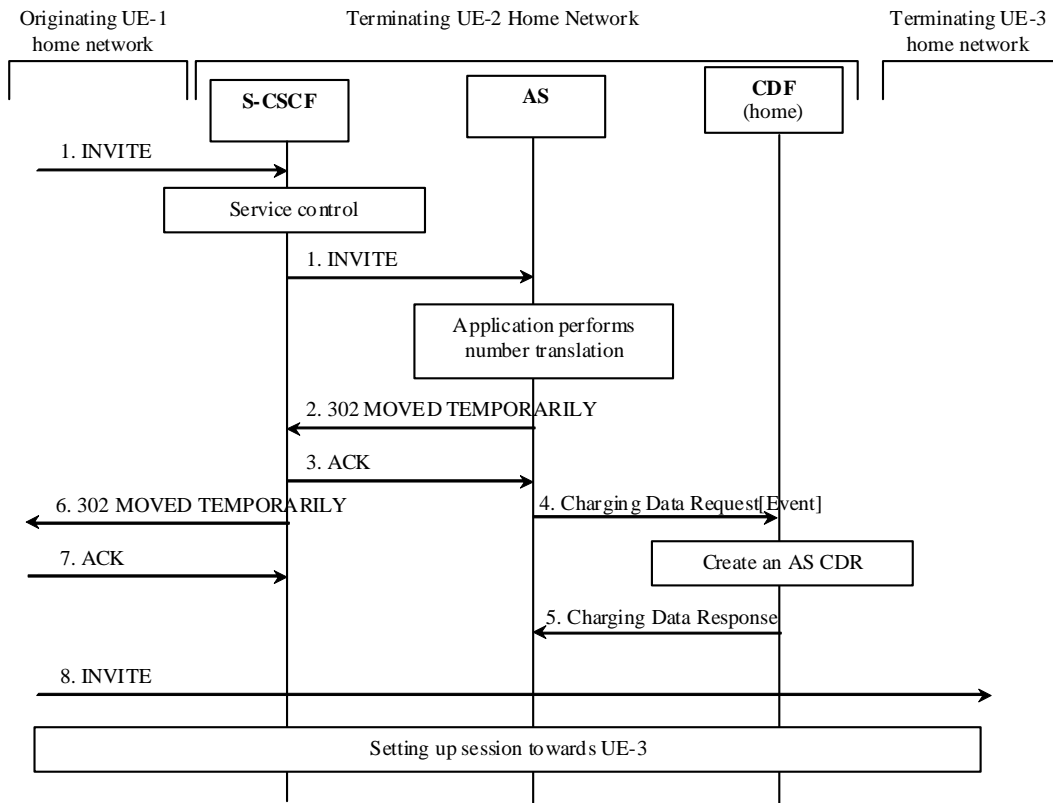 Originating UE-1
home network
Terminating UE-2 Home Network
Terminating UE-3
home network
S-CSCF
AS
CDF
(home)
1. INVITE
Service control
1. INVITE
Application performs
number translation
2. 302 MOVED TEMPORARILY
3. ACK
6. 302 MOVED TEMPORARILY
4. Charging Data Request[Event]
7. ACK
Create an AS CDR
5. Charging Data Response
8. INVITE
Setting up session towards UE-3